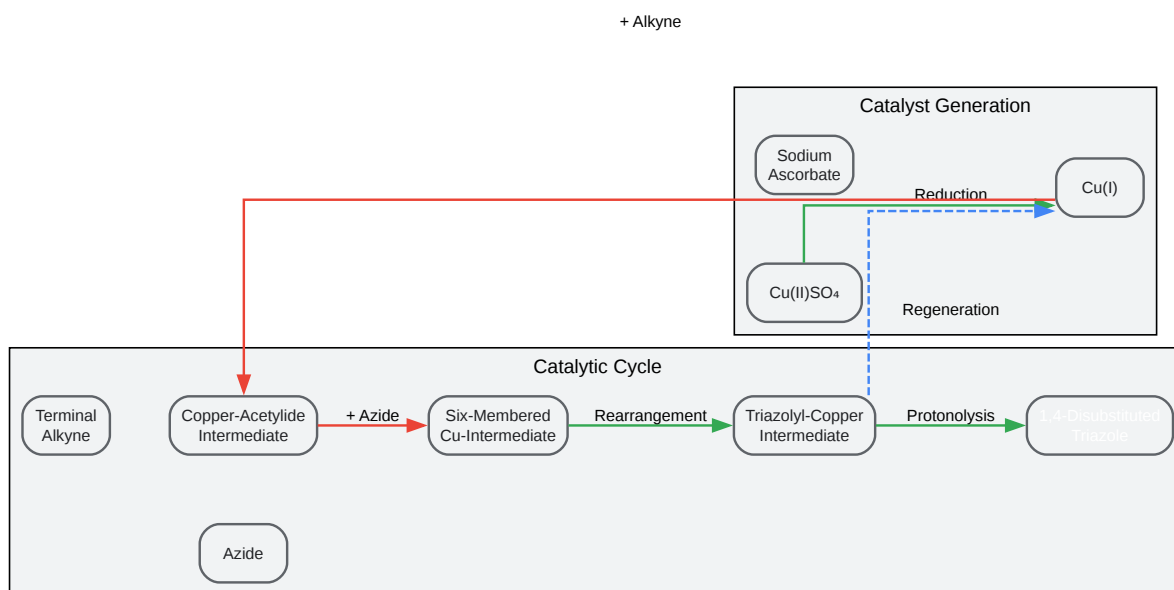 + Alkyne
Catalyst Generation
Sodium
Ascorbate
Cu(I)
Reduction
Cu(II)SO₄
Regeneration
Catalytic Cycle
Terminal
Alkyne
Copper-Acetylide
Intermediate
+ Azide
Six-Membered
Cu-Intermediate
Rearrangement
Triazolyl-Copper
Intermediate
Protonolysis
1,4-Disubstituted
Triazole
Azide